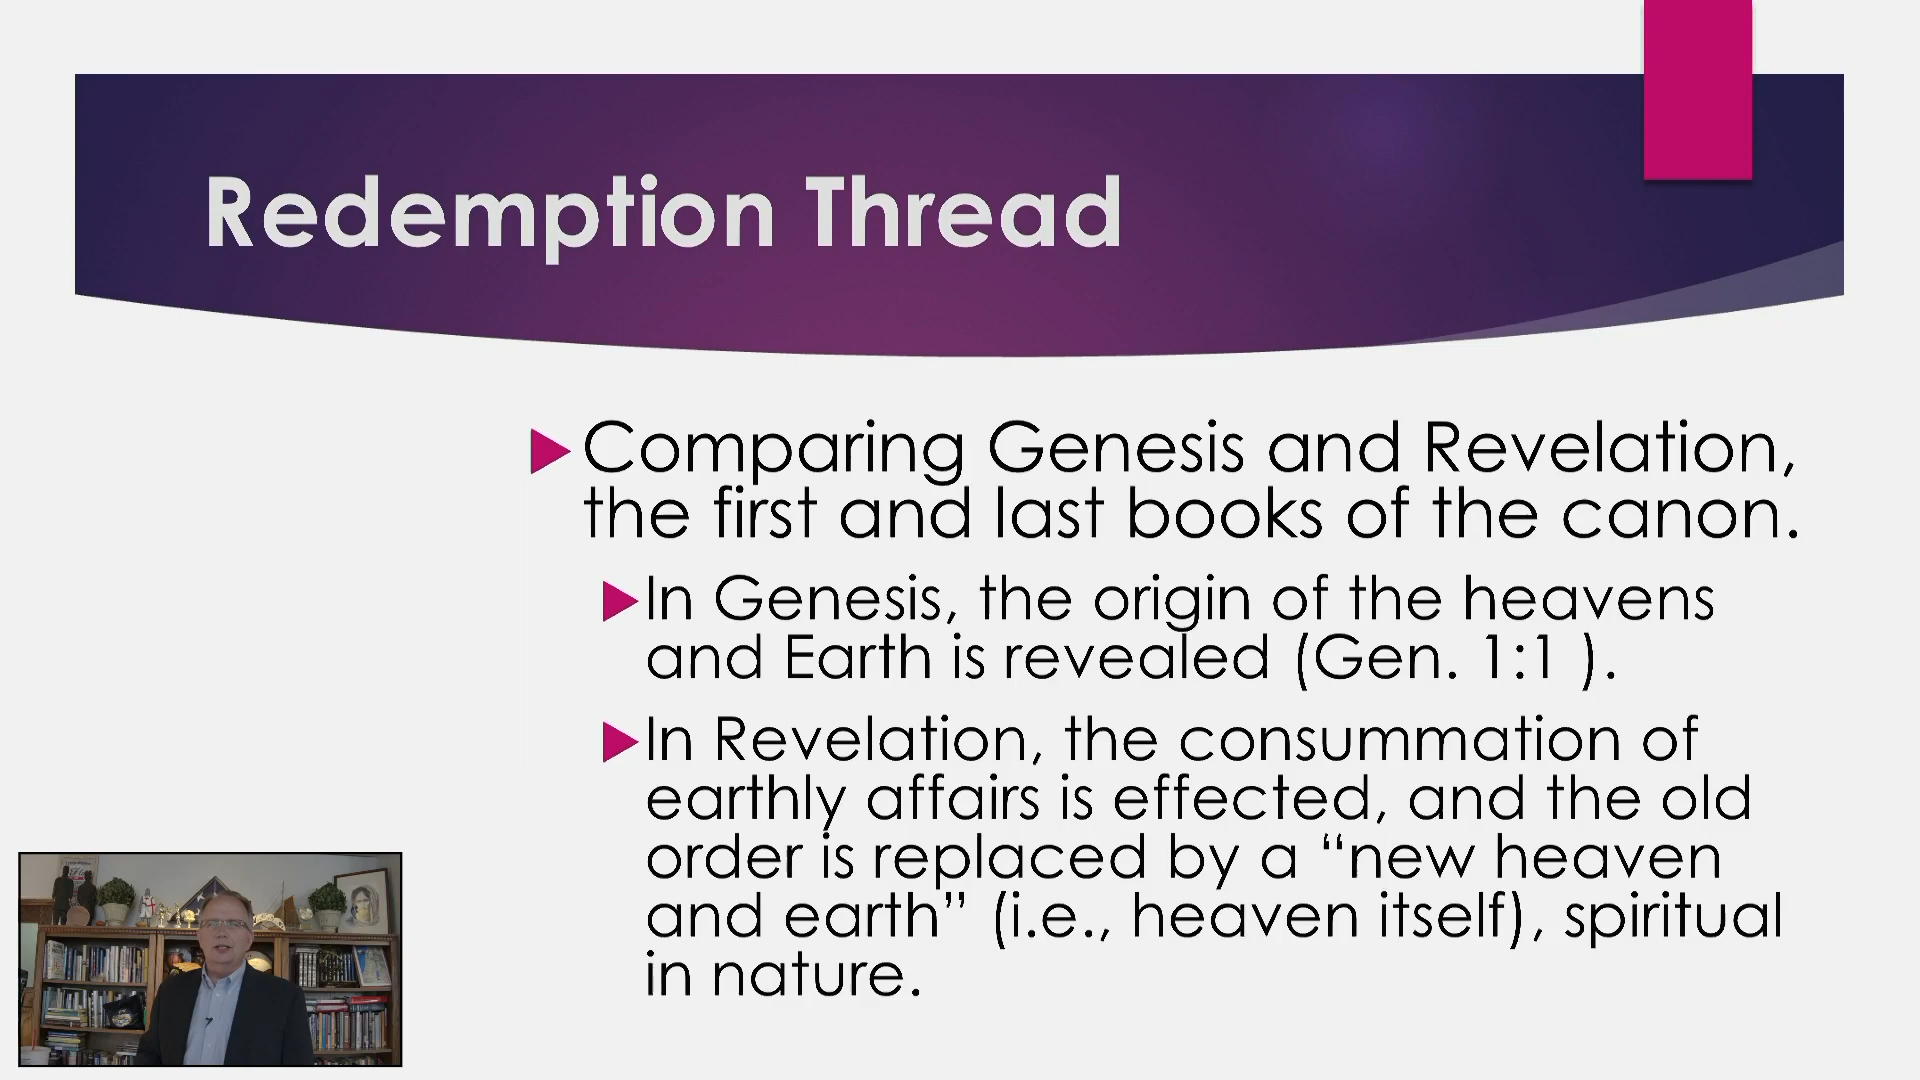 Redemption Thread
Comparing Genesis and Revelation,
the first and last books of the canon.
In Genesis, the origin of the heavens
and Earth is revealed (Gen. 1:1 ).
In Revelation, the consummation of
earthly affairs is effected, and the old
order is replaced by a “new heaven
and earth” (i.e., heaven itself), spiritual
in nature.